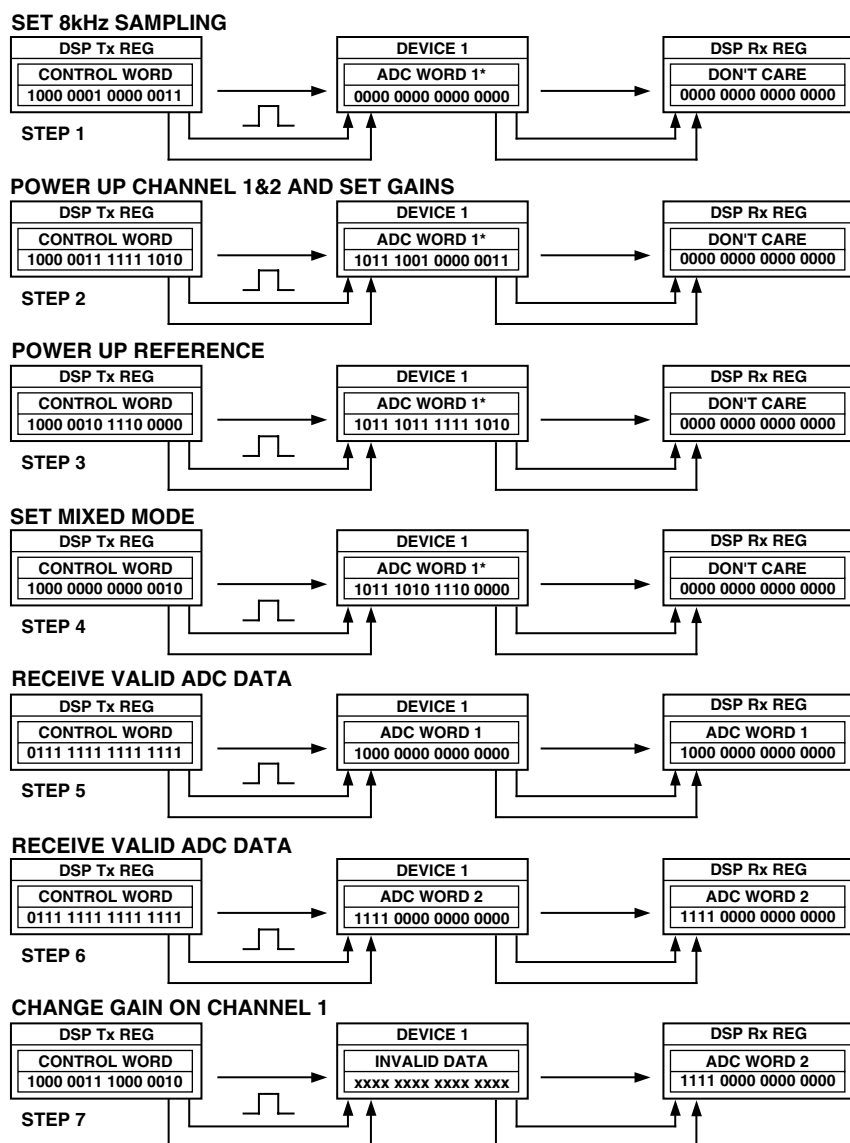 SET 8kHz SAMPLING
DSP Tx REG DEVICE 1 DSP Rx REG
CONTROL WORD ADC WORD 1* DON'T CARE
1000 0001 0000 0011 0000 0000 0000 0000 0000 0000 0000 0000
STEP 1
POWER UP CHANNEL 1&2 AND SET GAINS
DSP Tx REG DEVICE 1 DSP Rx REG
CONTROL WORD ADC WORD 1* DON'T CARE
1000 0011 1111 1010 1011 1001 0000 0011 0000 0000 0000 0000
STEP 2
POWER UP REFERENCE
DSP Tx REG DEVICE 1 DSP Rx REG
CONTROL WORD ADC WORD 1* DON'T CARE
1000 0010 1110 0000 1011 1011 1111 1010 0000 0000 0000 0000
STEP 3
SET MIXED MODE
DSP Tx REG DEVICE 1 DSP Rx REG
CONTROL WORD ADC WORD 1* DON'T CARE
1000 0000 0000 0010 1011 1010 1110 0000 0000 0000 0000 0000
STEP 4
RECEIVE VALID ADC DATA
DSP Tx REG DEVICE 1 DSP Rx REG
CONTROL WORD ADC WORD 1 ADC WORD 1
0111 1111 1111 1111 1000 0000 0000 0000 1000 0000 0000 0000
STEP 5
RECEIVE VALID ADC DATA
DSP Tx REG DEVICE 1 DSP Rx REG
CONTROL WORD ADC WORD 2 ADC WORD 2
0111 1111 1111 1111 1111 0000 0000 0000 1111 0000 0000 0000
STEP 6
CHANGE GAIN ON CHANNEL 1
DSP Tx REG DEVICE 1 DSP Rx REG
CONTROL WORD INVALID DATA ADC WORD 2
1000 0011 1000 0010 xxxx xxxx xxxx xxxx 1111 0000 0000 0000
STEP 7